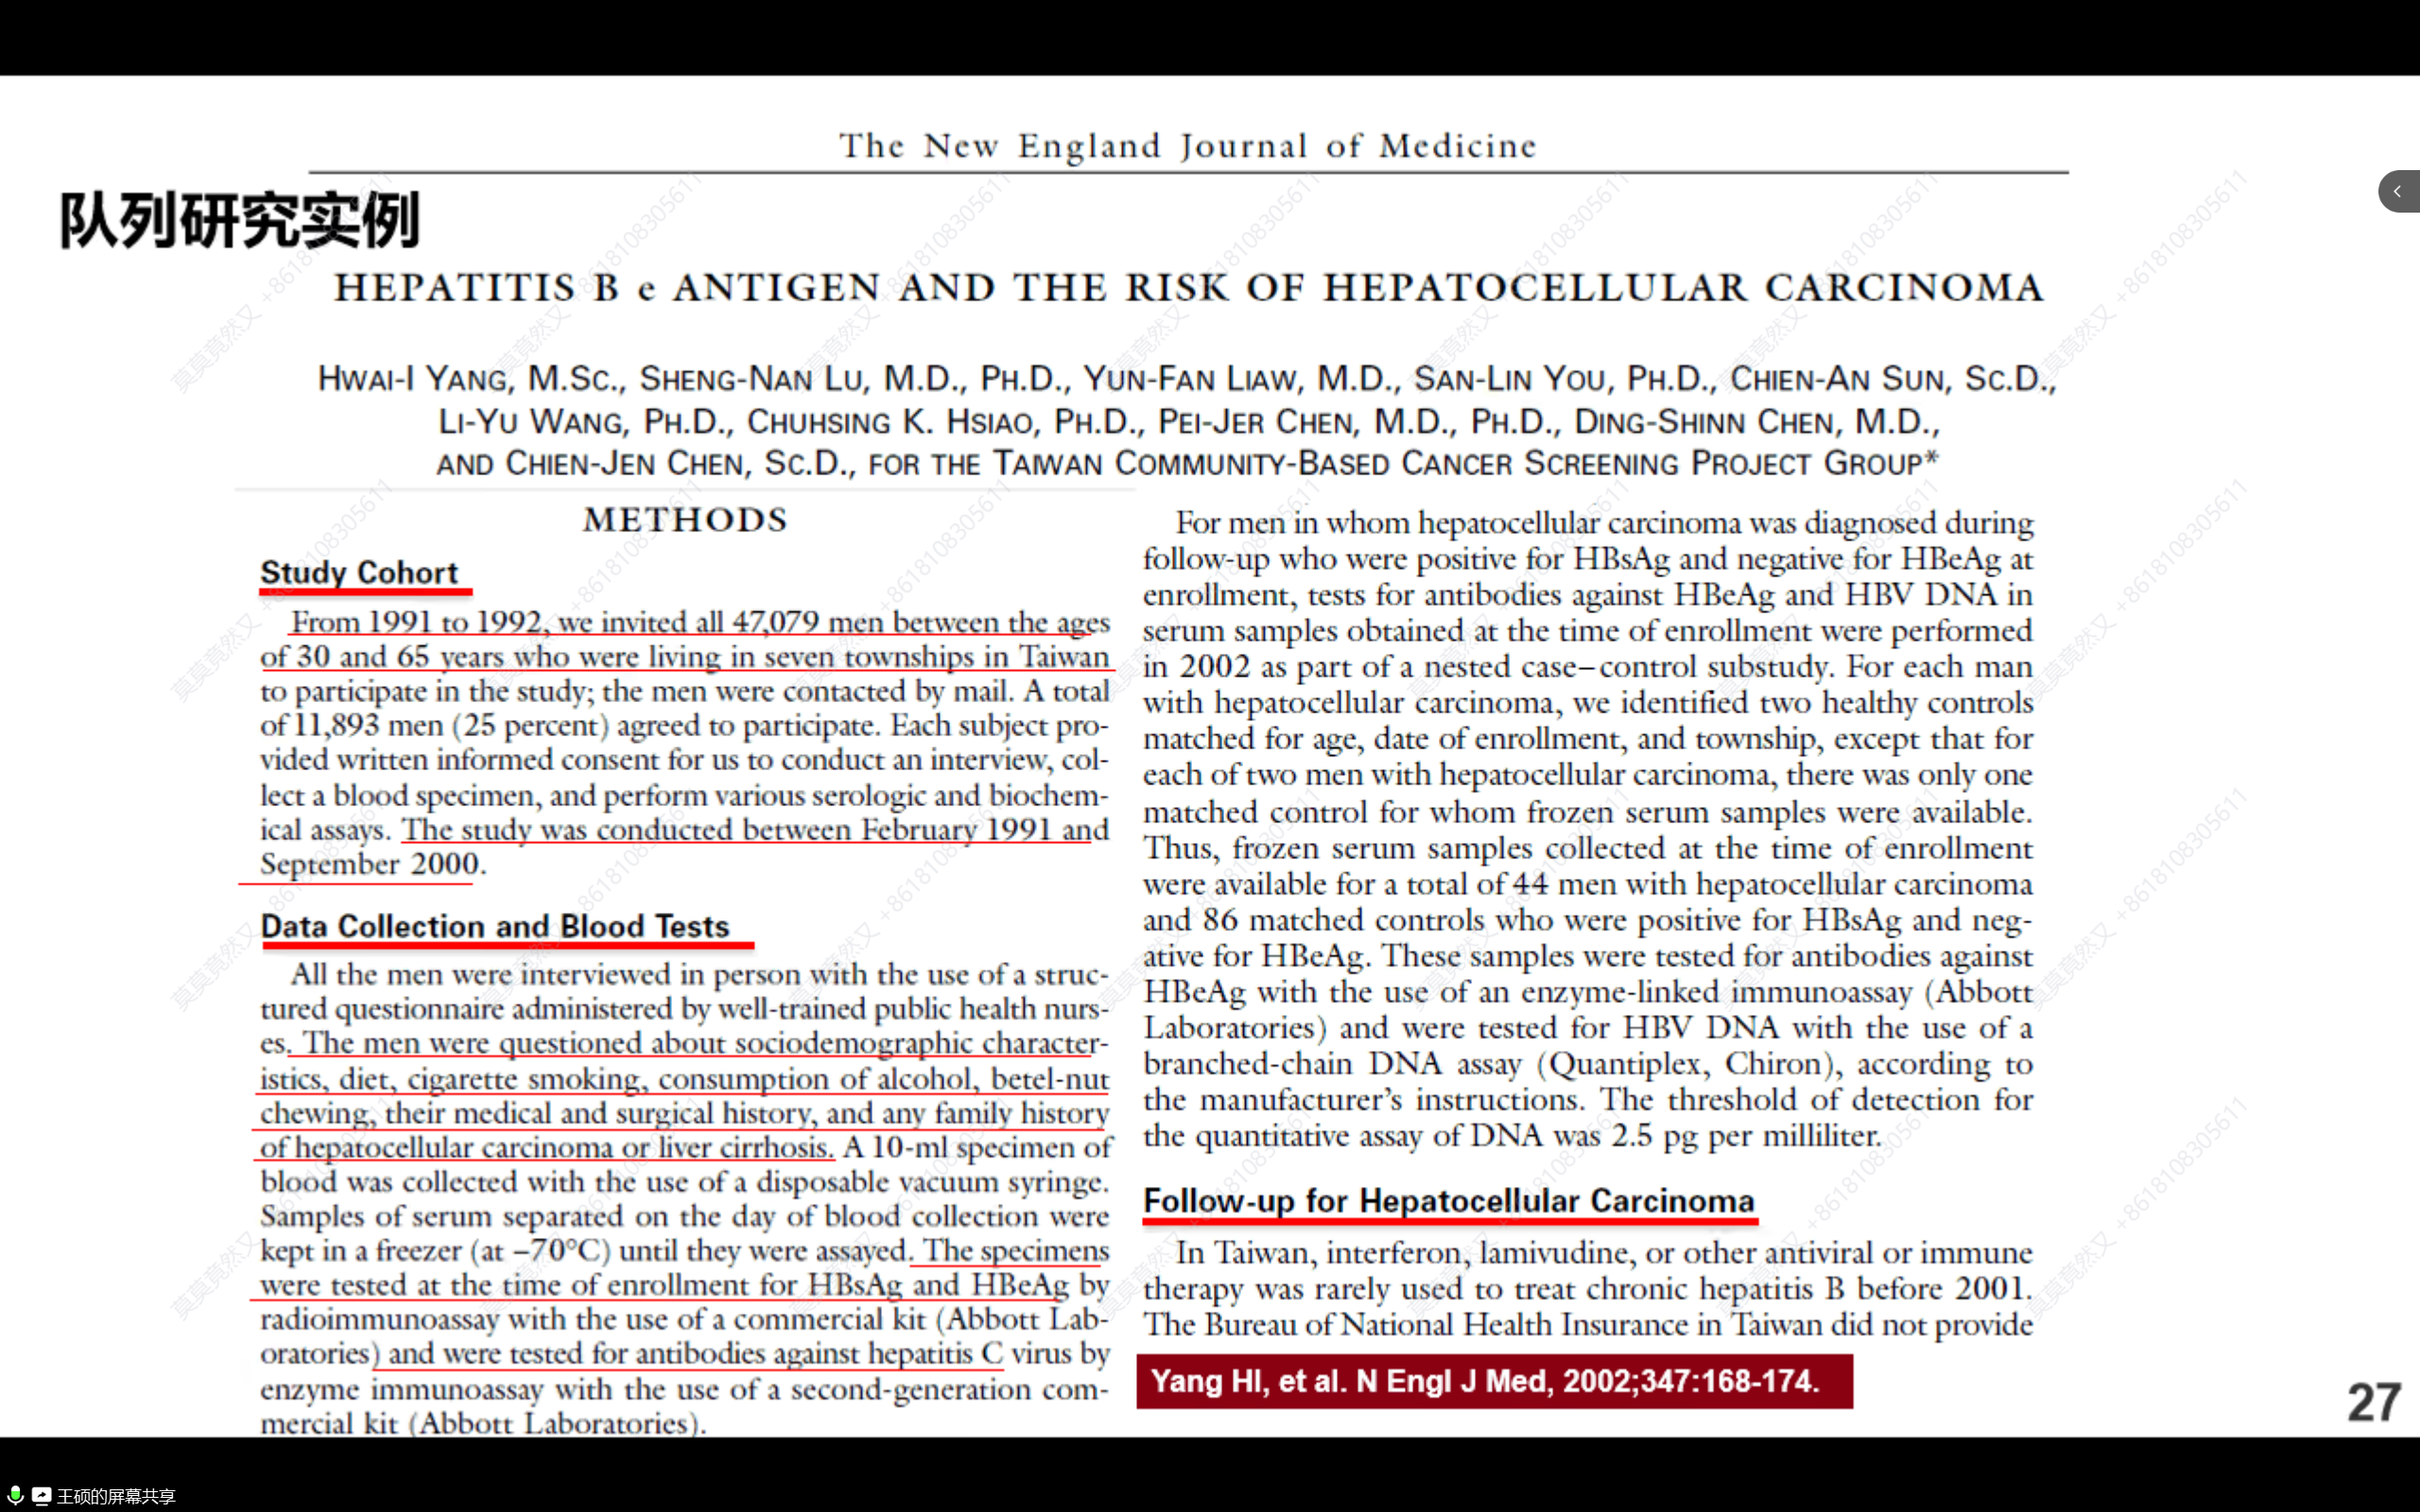 The New England Journal of Medicine
队列研究实例
HEPATITIS B e ANTIGEN AND THE RISK OF HEPATOCELLULAR CARCINOMA
HWAI-I YANG, M.SC., SHENG-NAN LU, M.D., PH.D., YUN-FAN LIAW, M.D., SAN-LIN YOU, PH.D., CHIEN-AN SUN, SC.D.,
LI-YU WANG, PH.D., CHUHSING K. HSIAO, PH.D., PEI-JER CHEN, M.D., PH.D., DING-SHINN CHEN, M.D.,
AND CHIEN-JEN CHEN, SC.D., FOR THE TAIWAN COMMUNITY-BASED CANCER SCREENING PROJECT GROUP*
METHODS
Study Cohort
From 1991 to 1992, we invited all 47,079 men between the ages
of 30 and 65 years who were living in seven townships in Taiwan
to participate in the study; the men were contacted by mail. A total
of 11,893 men (25 percent) agreed to participate. Each subject pro-
vided written informed consent for us to conduct an interview, col-
lect a blood specimen, and perform various serologic and biochem-
ical assays. The study was conducted between February 1991 and
September 2000.
Data Collection and Blood Tests
All the men were interviewed in person with the use of a struc-
tured questionnaire administered by well-trained public health nurs-
es. The men were questioned about sociodemographic character-
istics, diet, cigarette smoking, consumption of alcohol, betel-nut
chewing, their medical and surgical history, and any family history
of hepatocellular carcinoma or liver cirrhosis. A 10-ml specimen of
blood was collected with the use of a disposable vacuum syringe.
Samples of serum separated on the day of blood collection were
kept in a freezer (at −70°C) until they were assayed. The specimens
were tested at the time of enrollment for HBsAg and HBeAg by
radioimmunoassay with the use of a commercial kit (Abbott Lab-
oratories) and were tested for antibodies against hepatitis C virus by
enzyme immunoassay with the use of a second-generation com-
mercial kit (Abbott Laboratories).
For men in whom hepatocellular carcinoma was diagnosed during
follow-up who were positive for HBsAg and negative for HBeAg at
enrollment, tests for antibodies against HBeAg and HBV DNA in
serum samples obtained at the time of enrollment were performed
in 2002 as part of a nested case–control substudy. For each man
with hepatocellular carcinoma, we identified two healthy controls
matched for age, date of enrollment, and township, except that for
each of two men with hepatocellular carcinoma, there was only one
matched control for whom frozen serum samples were available.
Thus, frozen serum samples collected at the time of enrollment
were available for a total of 44 men with hepatocellular carcinoma
and 86 matched controls who were positive for HBsAg and neg-
ative for HBeAg. These samples were tested for antibodies against
HBeAg with the use of an enzyme-linked immunoassay (Abbott
Laboratories) and were tested for HBV DNA with the use of a
branched-chain DNA assay (Quantiplex, Chiron), according to
the manufacturer's instructions. The threshold of detection for
the quantitative assay of DNA was 2.5 pg per milliliter.
Follow-up for Hepatocellular Carcinoma
In Taiwan, interferon, lamivudine, or other antiviral or immune
therapy was rarely used to treat chronic hepatitis B before 2001.
The Bureau of National Health Insurance in Taiwan did not provide
Yang HI, et al. N Engl J Med, 2002;347:168-174.
27
王硕的屏幕共享
莫莫竟然又 +8618108305611